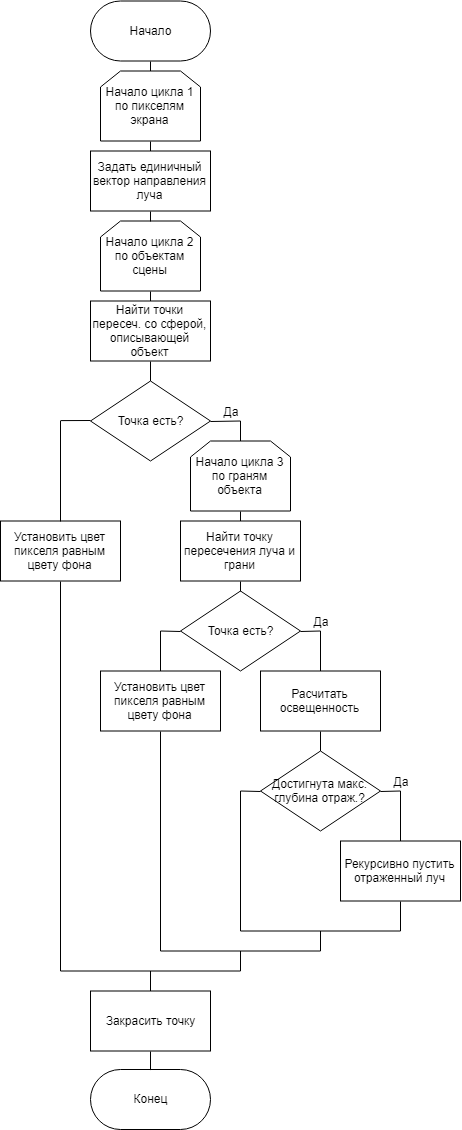 Начало
Начало цикла 1
по пикселям
экрана
Задать единичный
вектор направления
луча
Начало цикла 2
по объектам
сцены
Найти точки
пересеч. со сферой,
описывающей
объект
Точка есть?
Да
Начало цикла 3
по граням
объекта
Установить цвет
пикселя равным
цвету фона
Найти точку
пересечения луча и
грани
Точка есть?
Да
Установить цвет
пикселя равным
цвету фона
Расчитать
освещенность
Достигнута макс.
глубина отраж.?
Да
Рекурсивно пустить
отраженный луч
Закрасить точку
Конец